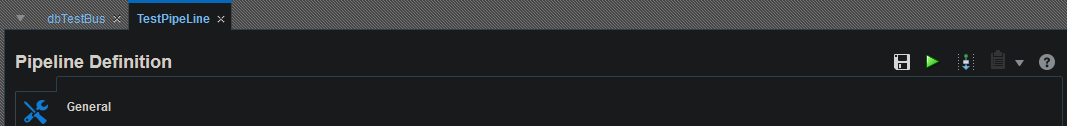 dbTestBus TestPipeLine
Pipeline Definition
General